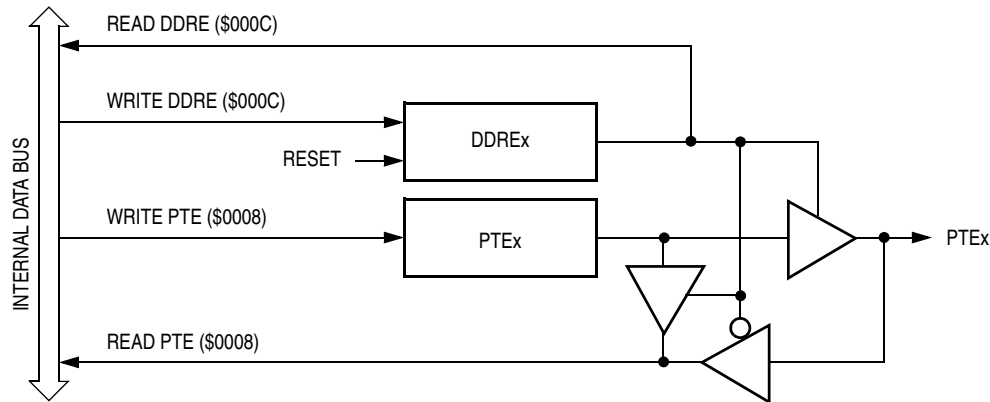 READ DDRE ($000C)
WRITE DDRE ($000C)
DDREx
RESET
WRITE PTE ($0008)
PTEx
PTEx
READ PTE ($0008)
INTERNAL DATA BUS